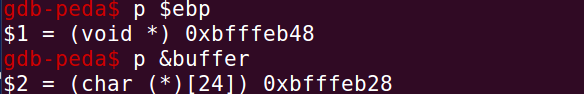 gdb-peda$ p $ebp
$1 = (void *) 0xbfffeb48
gdb-peda$ p &buffer
$2 = (char (*)[24]) 0xbfffeb28